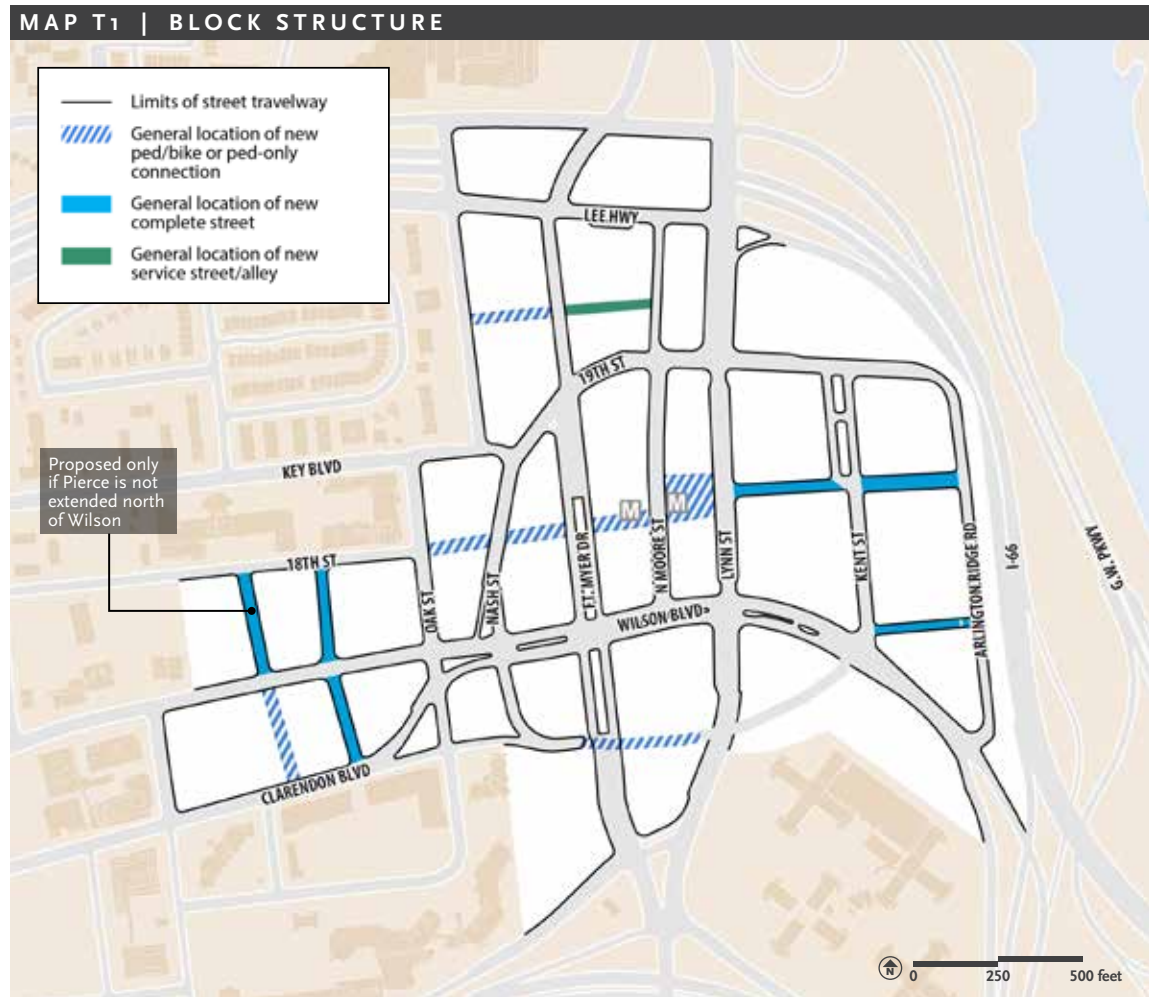 MAP T1 | BLOCK STRUCTURE
Limits of street travelway
General location of new
ped/bike or ped-only
connection
General location of new
complete street
General location of new
service street/alley
LEE HWY
19TH ST
Proposed only
if Pierce is not
extended north
of Wilson
KEY BLVD
18TH ST
OAK ST
NASH ST
FT. MYER DR
M
M
N MOORE ST
LYNN ST
KENT ST
ARLINGTON RIDGE RD
I-66
G.W. PKWY
WILSON BLVD
CLARENDON BLVD
N
0 250 500 feet